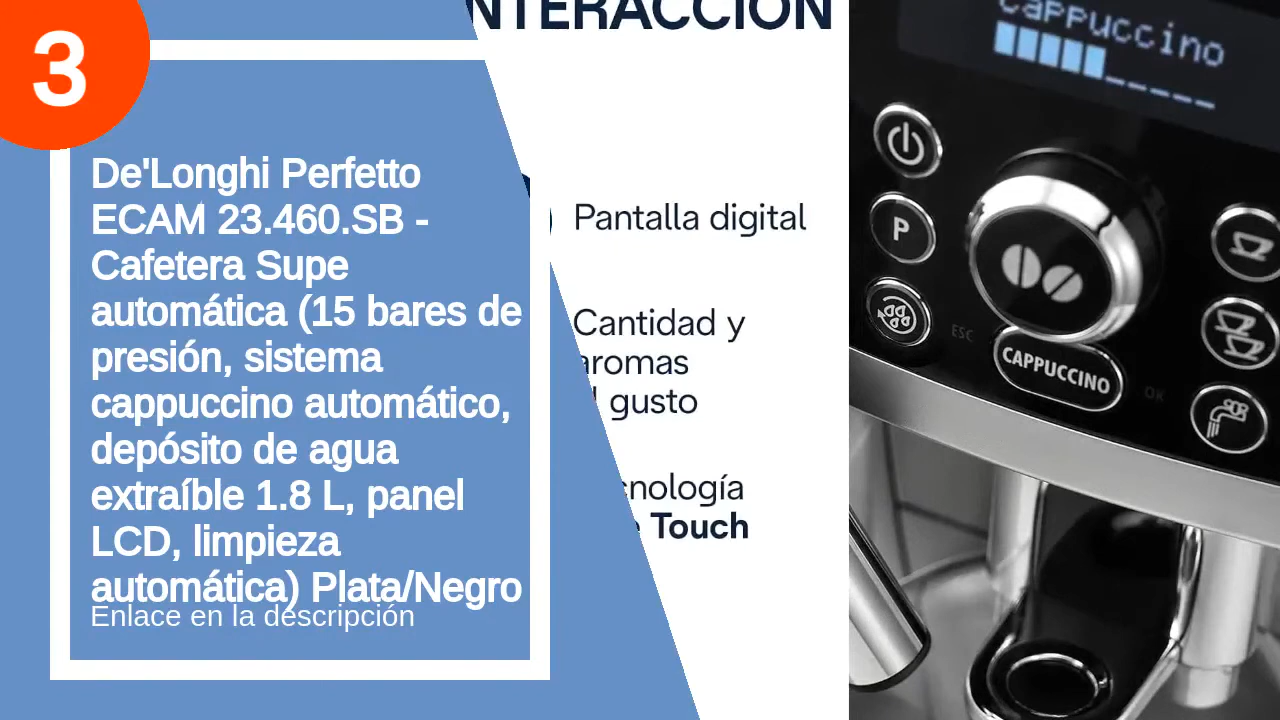 3
De'Longhi Perfetto
ECAM 23.460.SB -
Cafetera Supe
automática (15 bares de
presión, sistema
cappuccino automático,
depósito de agua
extraíble 1.8 L, panel
LCD, limpieza
automática) Plata/Negro
Enlace en la descripción
NTERACCIÓN
Pantalla digital
Cantidad y
aromas
gusto
cnología
e Touch
cappuccino
P
ESC
CAPPUCCINO
OK